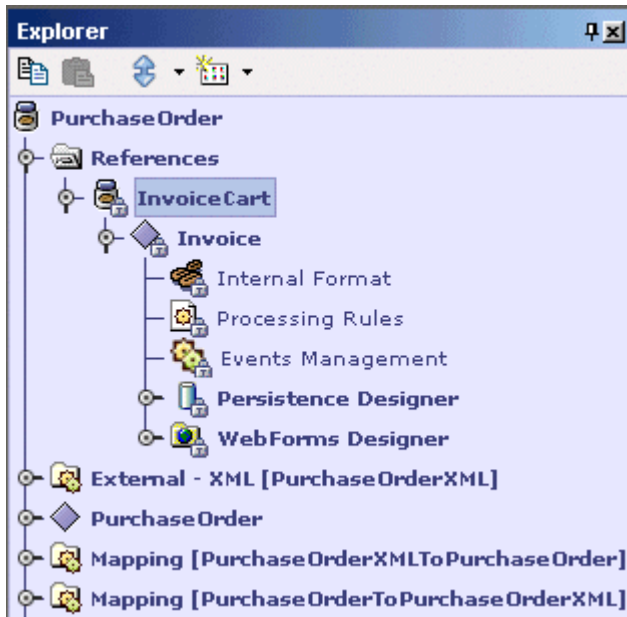 Explorer
PurchaseOrder
References
InvoiceCart
Invoice
Internal Format
Processing Rules
Events Management
Persistence Designer
WebForms Designer
External - XML [PurchaseOrderXML]
PurchaseOrder
Mapping [PurchaseOrderXMLToPurchaseOrder]
Mapping [PurchaseOrderToPurchaseOrderXML]